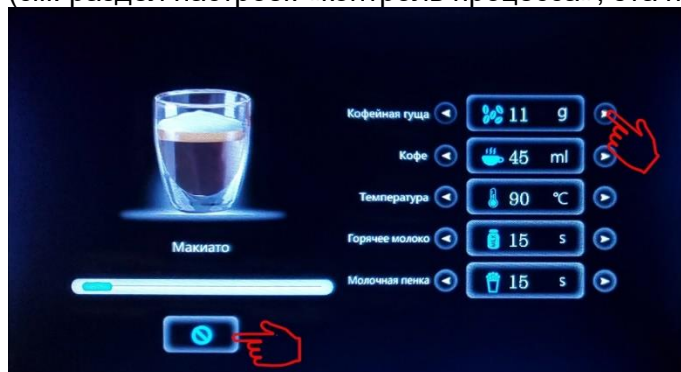 Кофейная гуща 11 g
Кофе 45 ml
Температура 90 °C
Макиато
Горячее молоко 15 s
Молочная пенка 15 s